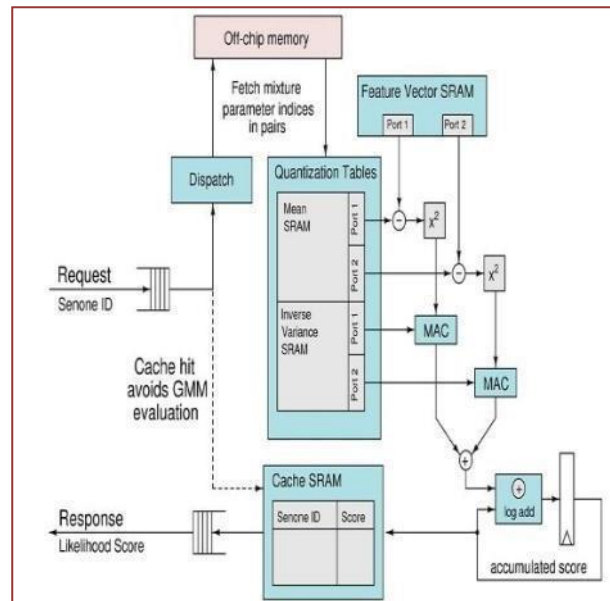 Off-chip memory
Fetch mixture
parameter indices
in pairs
Feature Vector SRAM
Port 1
Port 2
Dispatch
Quantization Tables
Mean
SRAM
Port 1
Port 2
Inverse
Variance
SRAM
Port 1
Port 2
−
x²
−
x²
MAC
MAC
Request
Senone ID
Cache hit
avoids GMM
evaluation
+
Cache SRAM
Senone ID
Score
+
log add
Response
Likelihood Score
accumulated score